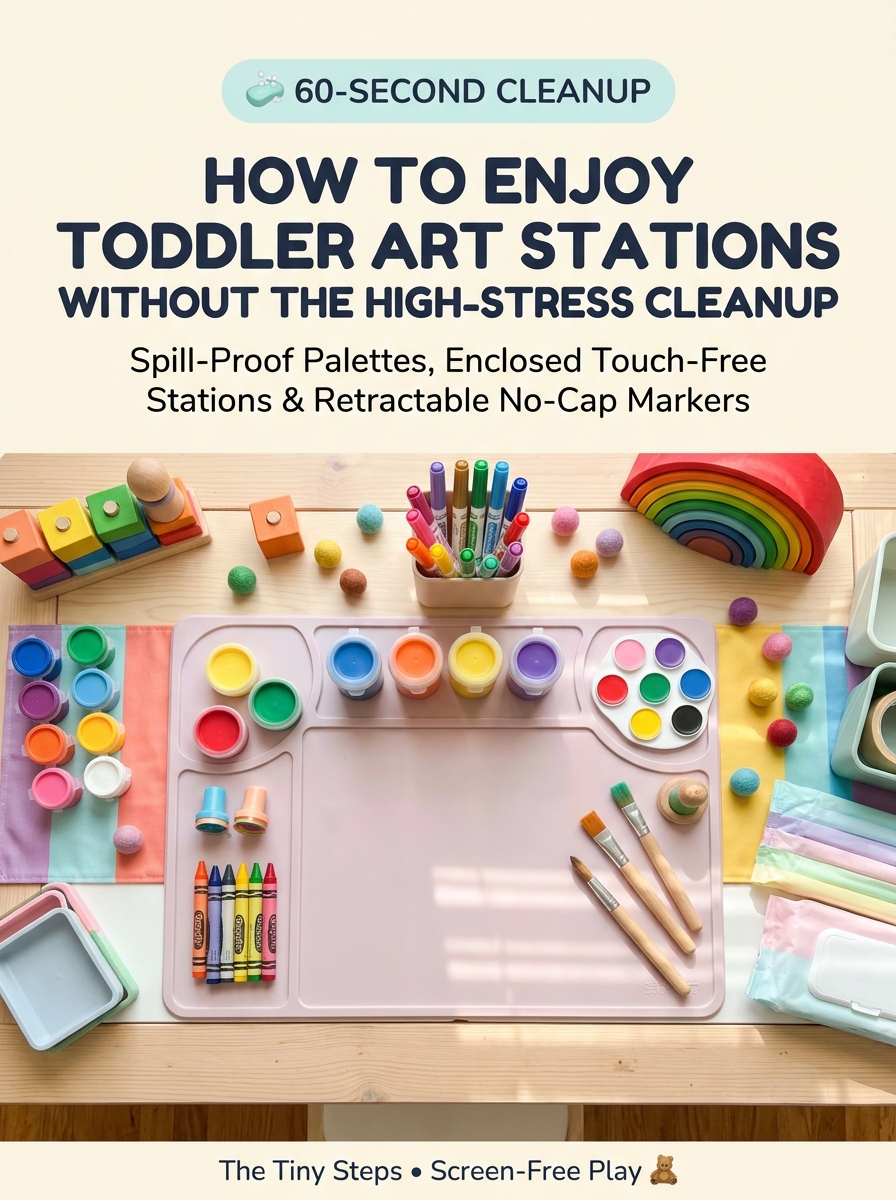 🧼 60-SECOND CLEANUP
HOW TO ENJOY
TODDLER ART STATIONS
WITHOUT THE HIGH-STRESS CLEANUP
Spill-Proof Palettes, Enclosed Touch-Free
Stations & Retractable No-Cap Markers
The Tiny Steps • Screen-Free Play 🧸